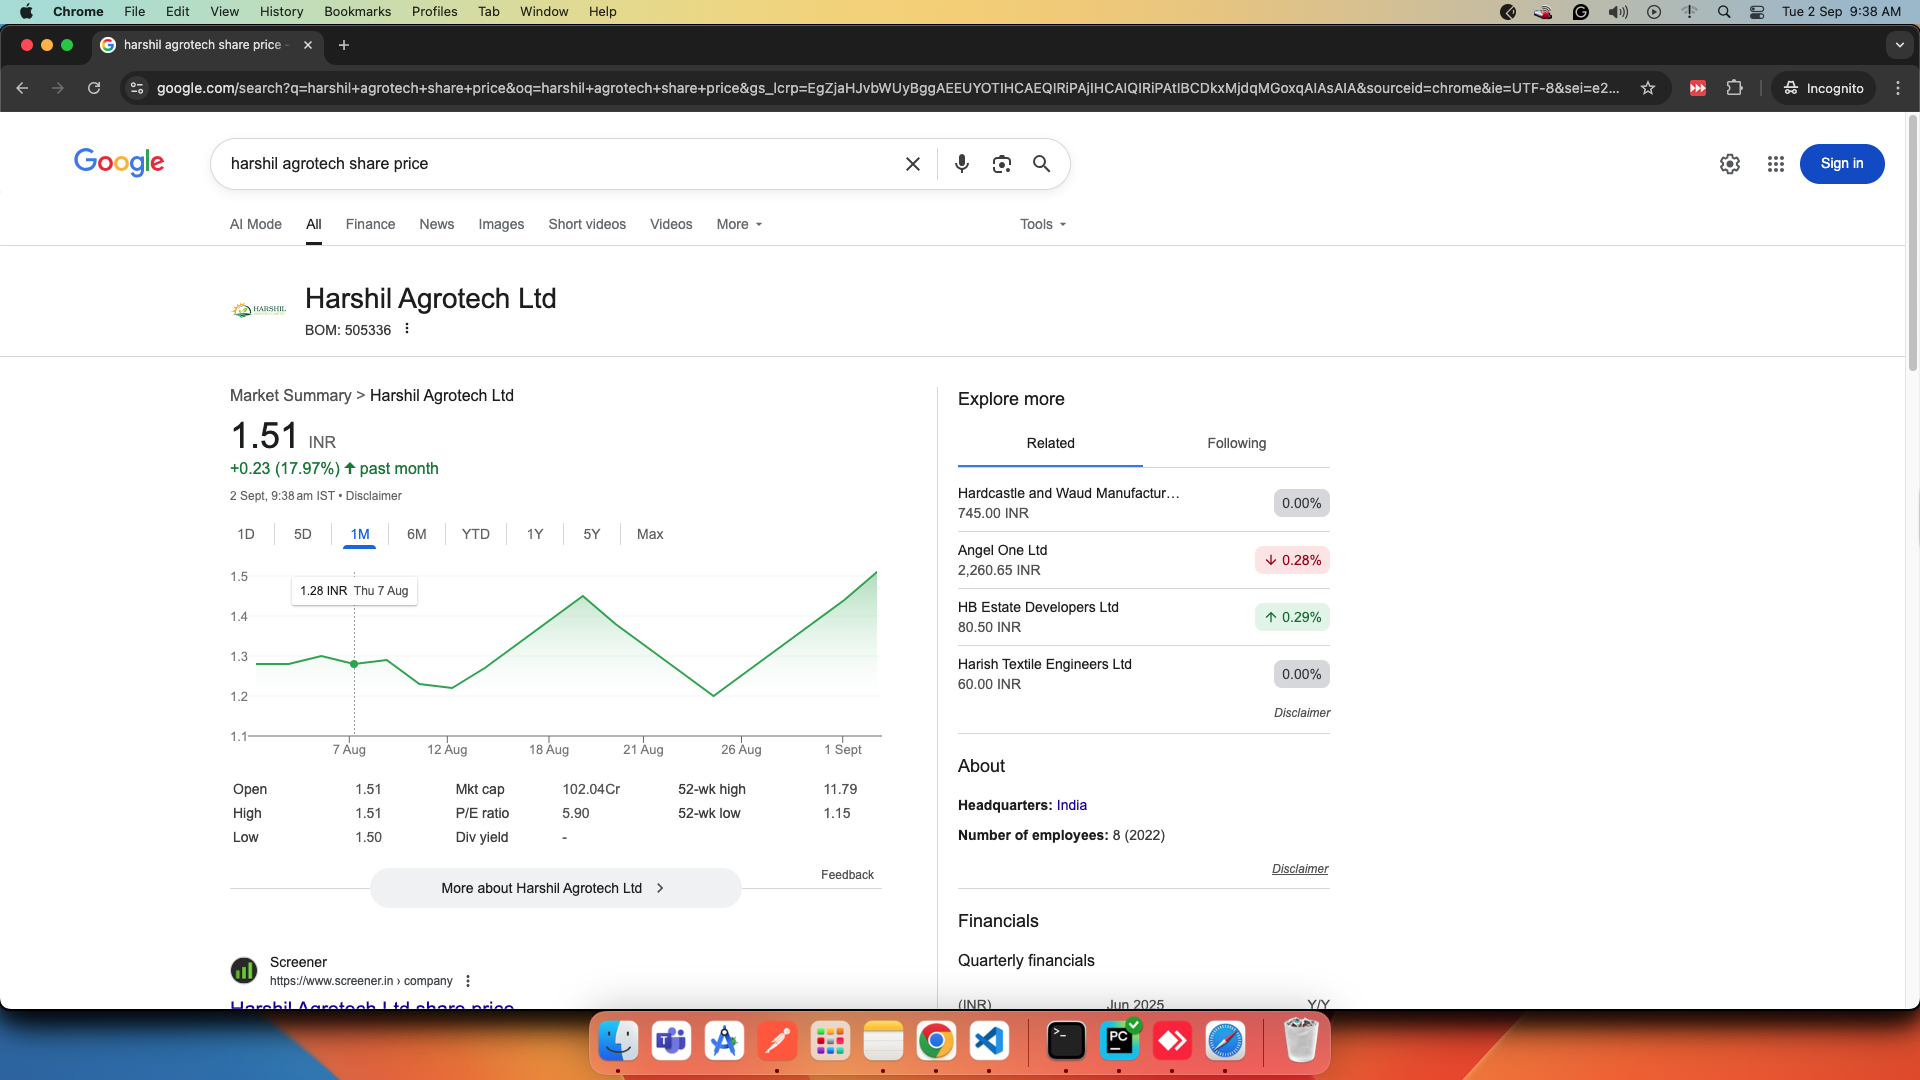 Chrome File Edit View History Bookmarks Profiles Tab Window Help Tue 2 Sep 9:38 AM
harshil agrotech share price -
google.com/search?q=harshil+agrotech+share+price&oq=harshil+agrotech+share+price&gs_lcrp=EgZjaHJvbWUyBggAEEUYOTIHCAEQIRiPAjIHCAIQIRiPAtIBCDkxMjdqMGoxqAIAsAIA&sourceid=chrome&ie=UTF-8&sei=e2... Incognito
Google harshil agrotech share price Sign in
AI Mode All Finance News Images Short videos Videos More Tools
HARSHIL
Harshil Agrotech Ltd
BOM: 505336
Market Summary > Harshil Agrotech Ltd
1.51 INR
+0.23 (17.97%) past month
2 Sept, 9:38 am IST • Disclaimer
1D 5D 1M 6M YTD 1Y 5Y Max
1.5
1.28 INR Thu 7 Aug
1.4
1.3
1.2
1.1
7 Aug 12 Aug 18 Aug 21 Aug 26 Aug 1 Sept
Open 1.51 Mkt cap 102.04Cr 52-wk high 11.79
High 1.51 P/E ratio 5.90 52-wk low 1.15
Low 1.50 Div yield -
Feedback
More about Harshil Agrotech Ltd
Screener
https://www.screener.in › company
Harshil Agrotech Ltd share price
Explore more
Related Following
Hardcastle and Waud Manufactur... 0.00%
745.00 INR
Angel One Ltd 0.28%
2,260.65 INR
HB Estate Developers Ltd 0.29%
80.50 INR
Harish Textile Engineers Ltd 0.00%
60.00 INR
Disclaimer
About
Headquarters: India
Number of employees: 8 (2022)
Disclaimer
Financials
Quarterly financials
(INR) Jun 2025 Y/Y
PC